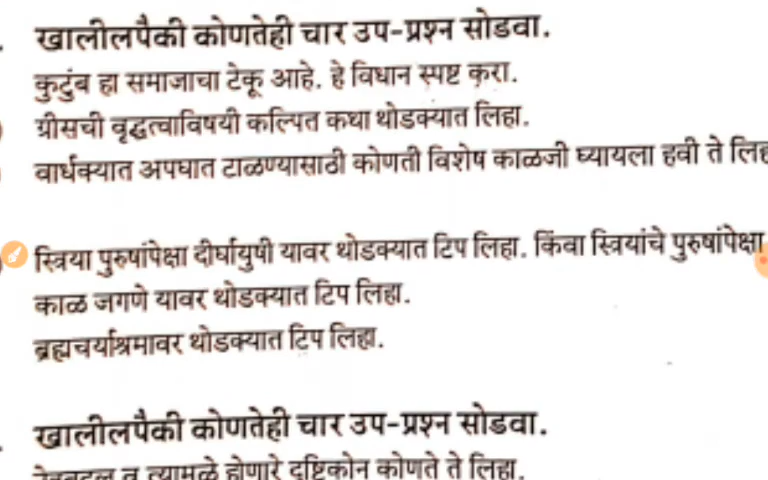 खालीलपैकी कोणतेही चार उप-प्रश्न सोडवा.
कुटुंब हा समाजाचा टेकू आहे. हे विधान स्पष्ट करा.
ग्रीसची वृद्धत्वाविषयी कल्पित कथा थोडक्यात लिहा.
वार्धक्यात अपघात टाळण्यासाठी कोणती विशेष काळजी घ्यायला हवी ते
स्त्रिया पुरुषांपेक्षा दीर्घायुषी यावर थोडक्यात टिप लिहा. किंवा स्त्रियांचे पुरुषांपेक्षा
काळ जगणे यावर थोडक्यात टिप लिहा.
ब्रह्मचर्याश्रमावर थोडक्यात टिप लिहा.
खालीलपैकी कोणतेही चार उप-प्रश्न सोडवा.
व त्यामुळे होणारे दृष्टिकोन कोणते ते लिहा.